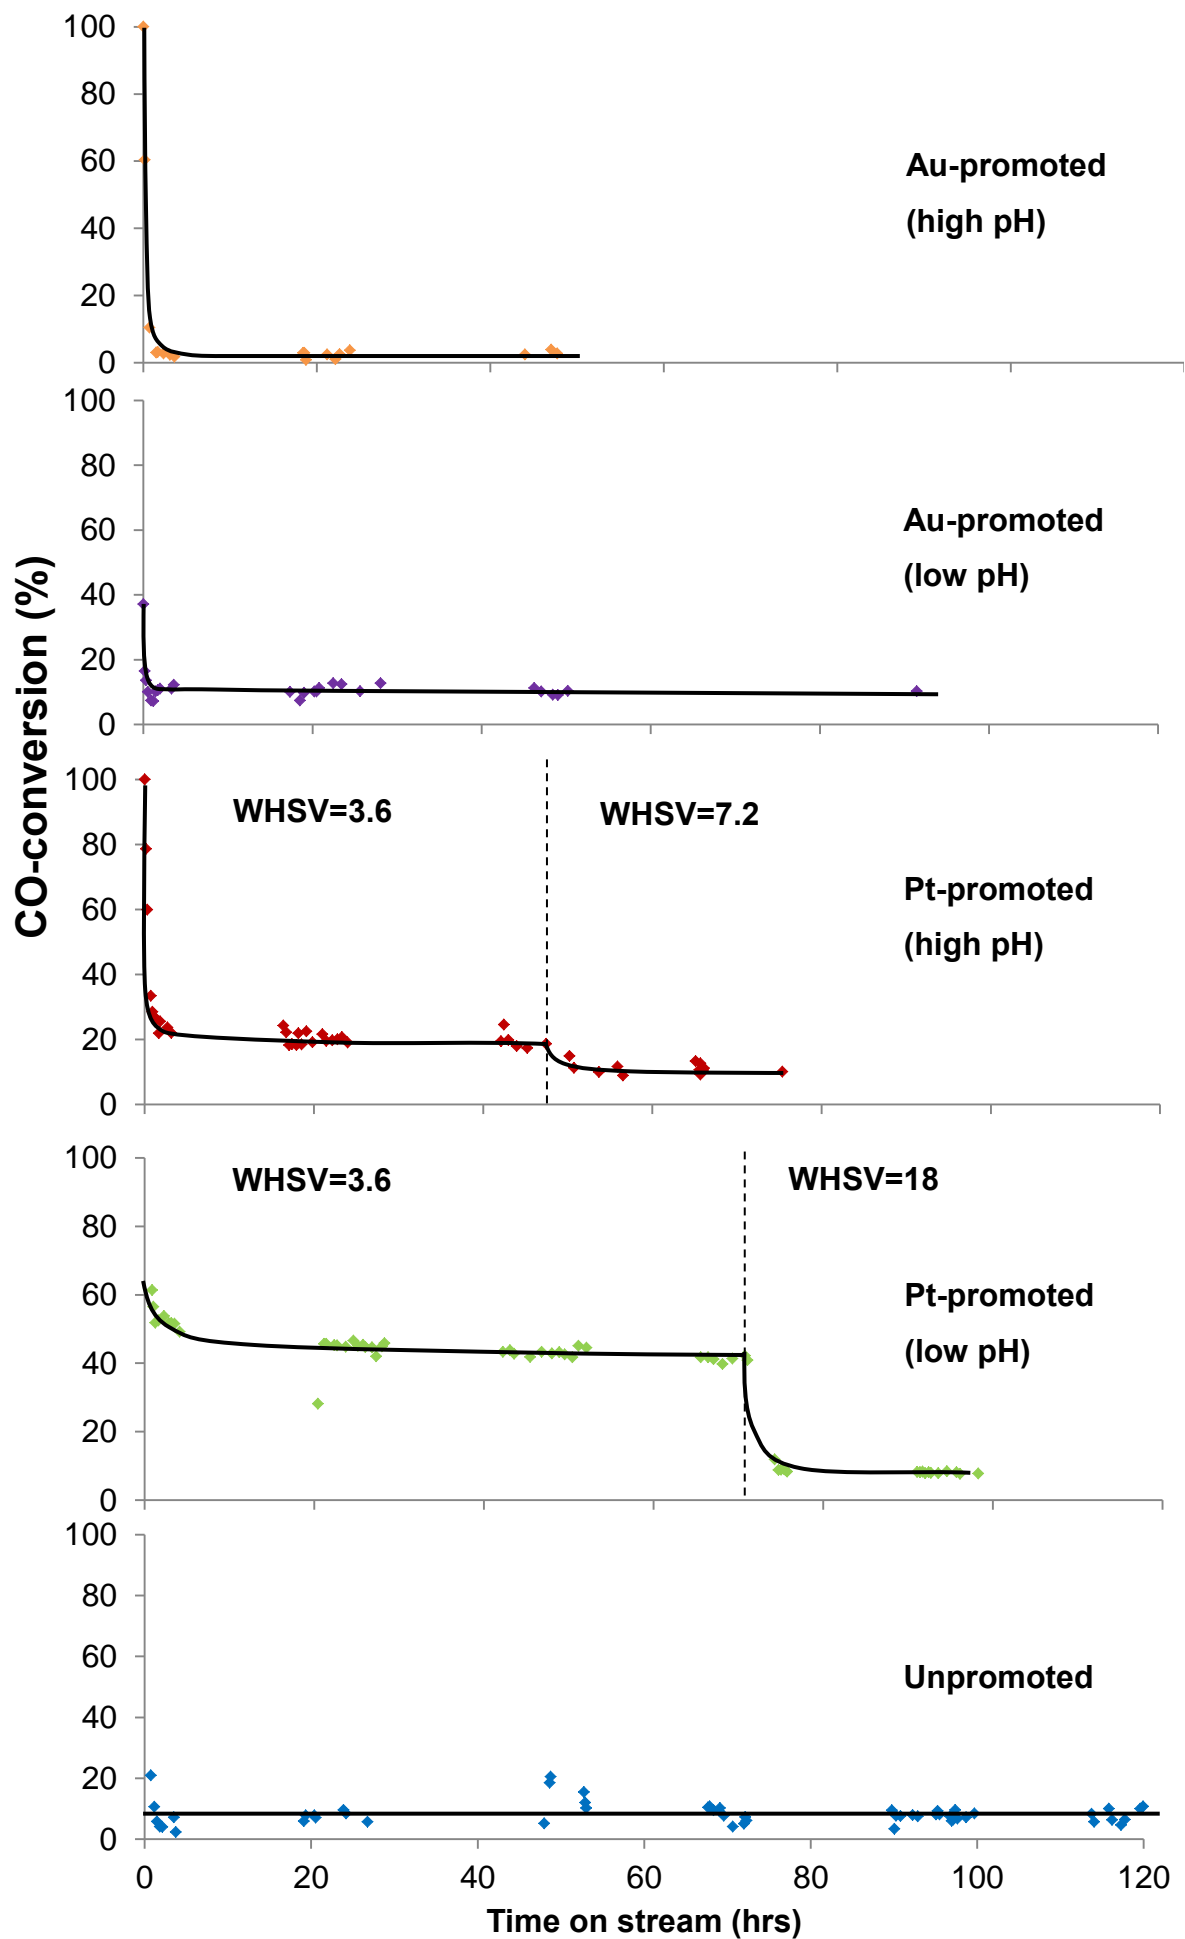 CO-conversion (%)
100
80
60
40
20
0
Au-promoted
(high pH)
100
80
60
40
20
0
Au-promoted
(low pH)
100
80
60
40
20
0
WHSV=3.6
WHSV=7.2
Pt-promoted
(high pH)
100
80
60
40
20
0
WHSV=3.6
WHSV=18
Pt-promoted
(low pH)
100
80
60
40
20
0
Unpromoted
0 20 40 60 80 100 120
Time on stream (hrs)